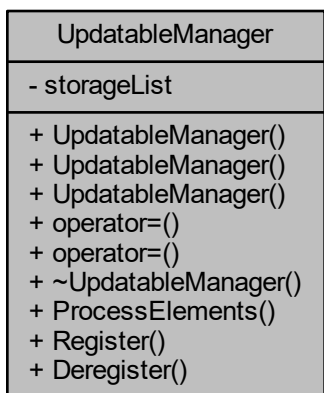 UpdatableManager
- storageList
+ UpdatableManager()
+ UpdatableManager()
+ UpdatableManager()
+ operator=()
+ operator=()
+ ~UpdatableManager()
+ ProcessElements()
+ Register()
+ Deregister()